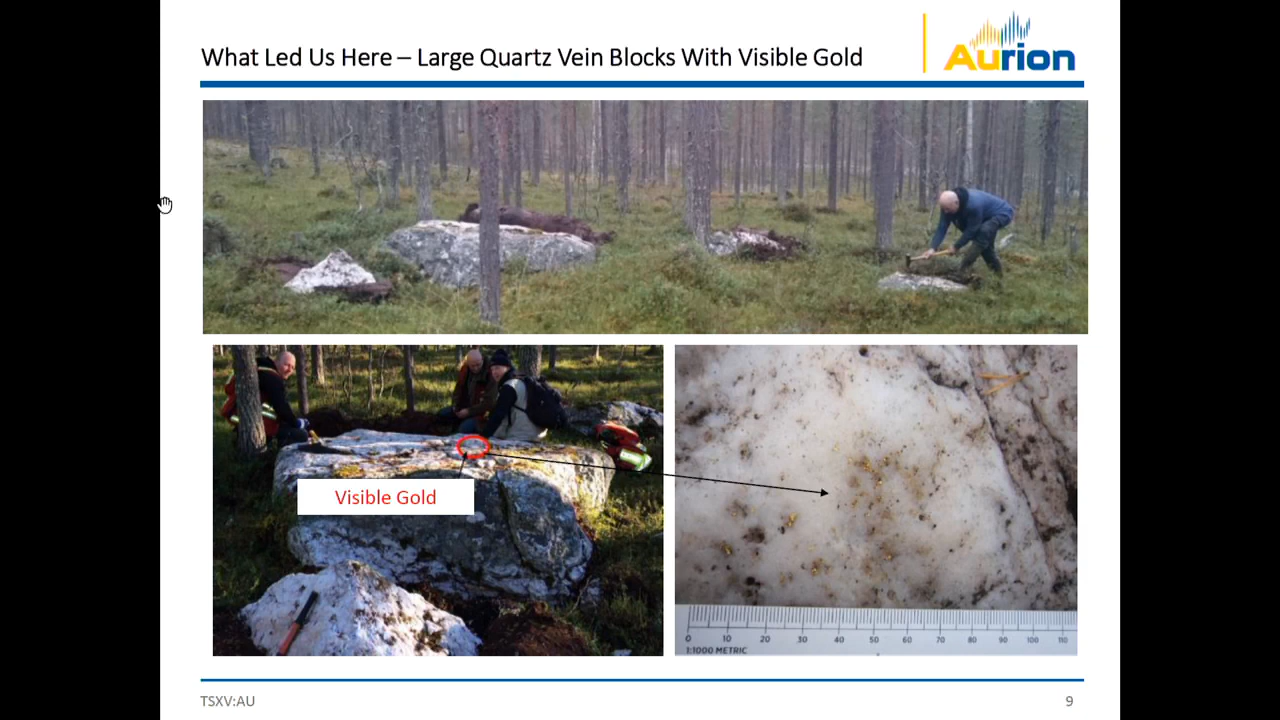 What Led Us Here – Large Quartz Vein Blocks With Visible Gold
Aurion
Visible Gold
0 10 20 30 40 50 60 70 80 90 100 110
1:1000 METRIC
TSXV:AU
9